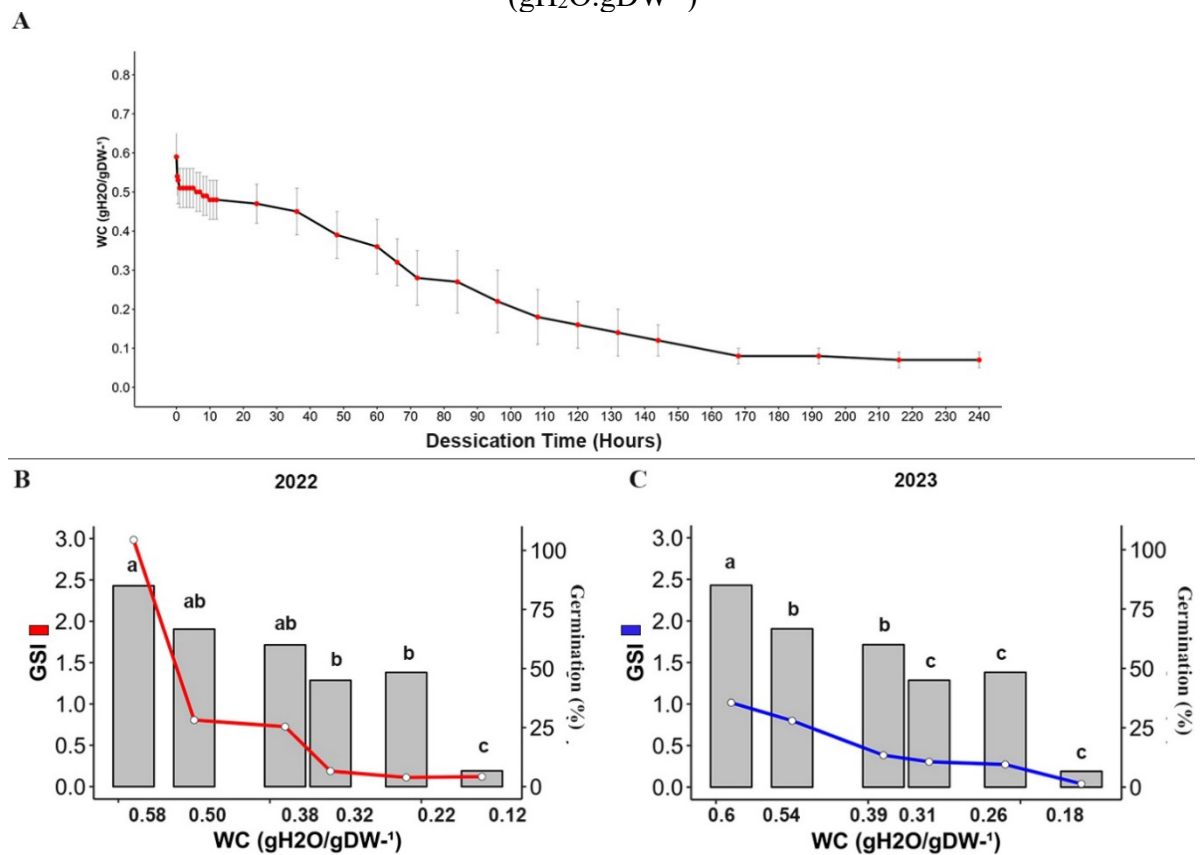 (gH₂O.gDW⁻¹)
A
0.8
0.7
0.6
0.5
0.4
0.3
0.2
0.1
0.0
WC (gH2O/gDW-¹)
0 10 20 30 40 50 60 70 80 90 100 110 120 130 140 150 160 170 180 190 200 210 220 230 240
Dessication Time (Hours)
B
2022
3.0
2.5
2.0
1.5
1.0
0.5
0.0
GSI
a
ab
ab
b
b
c
100
75
50
25
0
Germination (%)
0.58 0.50 0.38 0.32 0.22 0.12
WC (gH2O/gDW-¹)
C
2023
3.0
2.5
2.0
1.5
1.0
0.5
0.0
GSI
a
b
b
c
c
c
100
75
50
25
0
Germination (%)
0.6 0.54 0.39 0.31 0.26 0.18
WC (gH2O/gDW-¹)